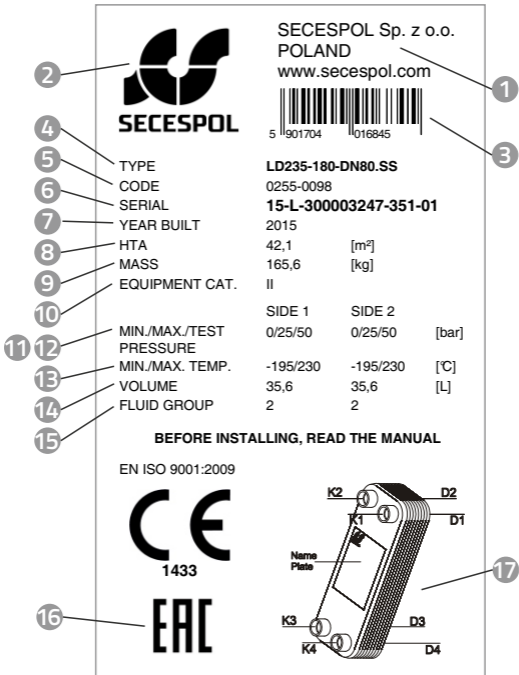 SECESPOL Sp. z o.o.
POLAND
www.secespol.com
1
2
SECESPOL
5 901704 016845
3
4 TYPE LD235-180-DN80.SS
5 CODE 0255-0098
6 SERIAL 15-L-300003247-351-01
7 YEAR BUILT 2015
8 HTA 42,1 [m²]
9 MASS 165,6 [kg]
10 EQUIPMENT CAT. II
SIDE 1 SIDE 2
11 12 MIN./MAX./TEST 0/25/50 0/25/50 [bar]
PRESSURE
13 MIN./MAX. TEMP. -195/230 -195/230 [°C]
14 VOLUME 35,6 35,6 [L]
15 FLUID GROUP 2 2
BEFORE INSTALLING, READ THE MANUAL
EN ISO 9001:2009
CE
1433
16 EAC
K2 D2
K1 D1
Name
Plate
17
K3 D3
K4 D4